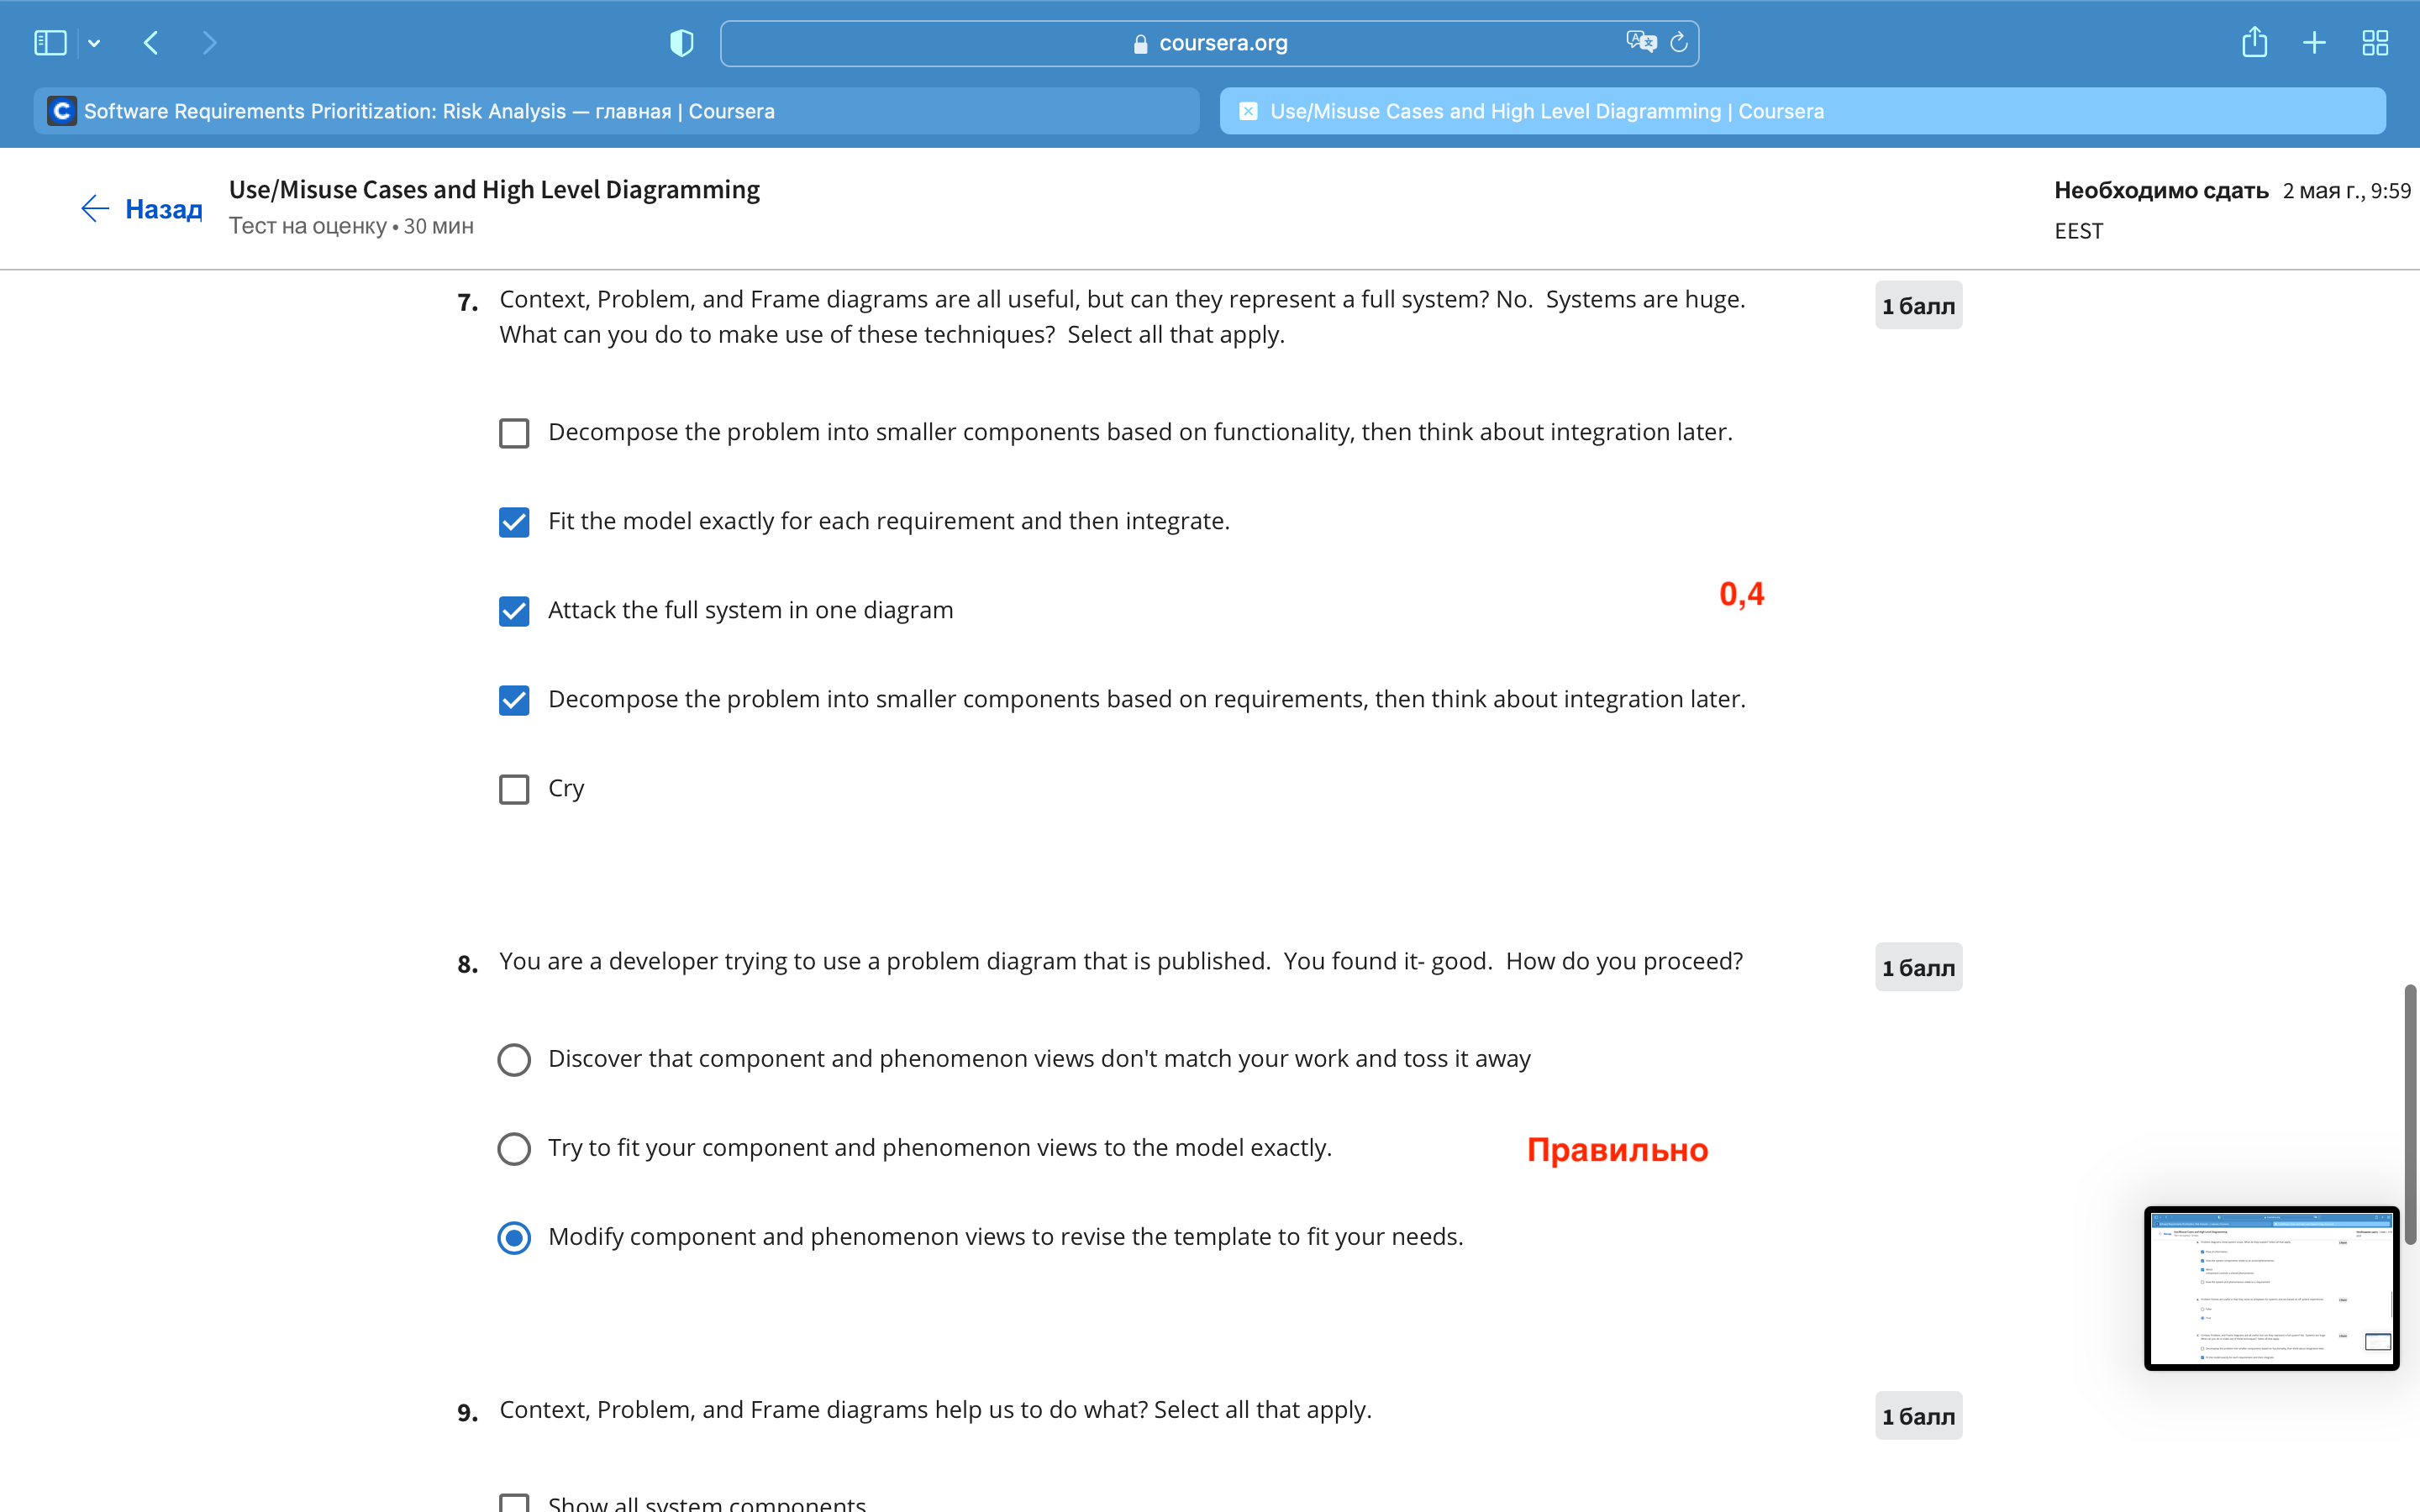 coursera.org
Software Requirements Prioritization: Risk Analysis — главная | Coursera
Use/Misuse Cases and High Level Diagramming | Coursera
Назад
Use/Misuse Cases and High Level Diagramming
Тест на оценку • 30 мин
Необходимо сдать 2 мая г., 9:59
EEST
7. Context, Problem, and Frame diagrams are all useful, but can they represent a full system? No. Systems are huge.
What can you do to make use of these techniques? Select all that apply.
1 балл
Decompose the problem into smaller components based on functionality, then think about integration later.
Fit the model exactly for each requirement and then integrate.
0,4
Attack the full system in one diagram
Decompose the problem into smaller components based on requirements, then think about integration later.
Cry
8. You are a developer trying to use a problem diagram that is published. You found it- good. How do you proceed?
1 балл
Discover that component and phenomenon views don't match your work and toss it away
Try to fit your component and phenomenon views to the model exactly.
Правильно
Modify component and phenomenon views to revise the template to fit your needs.
9. Context, Problem, and Frame diagrams help us to do what? Select all that apply.
1 балл
Show all system components